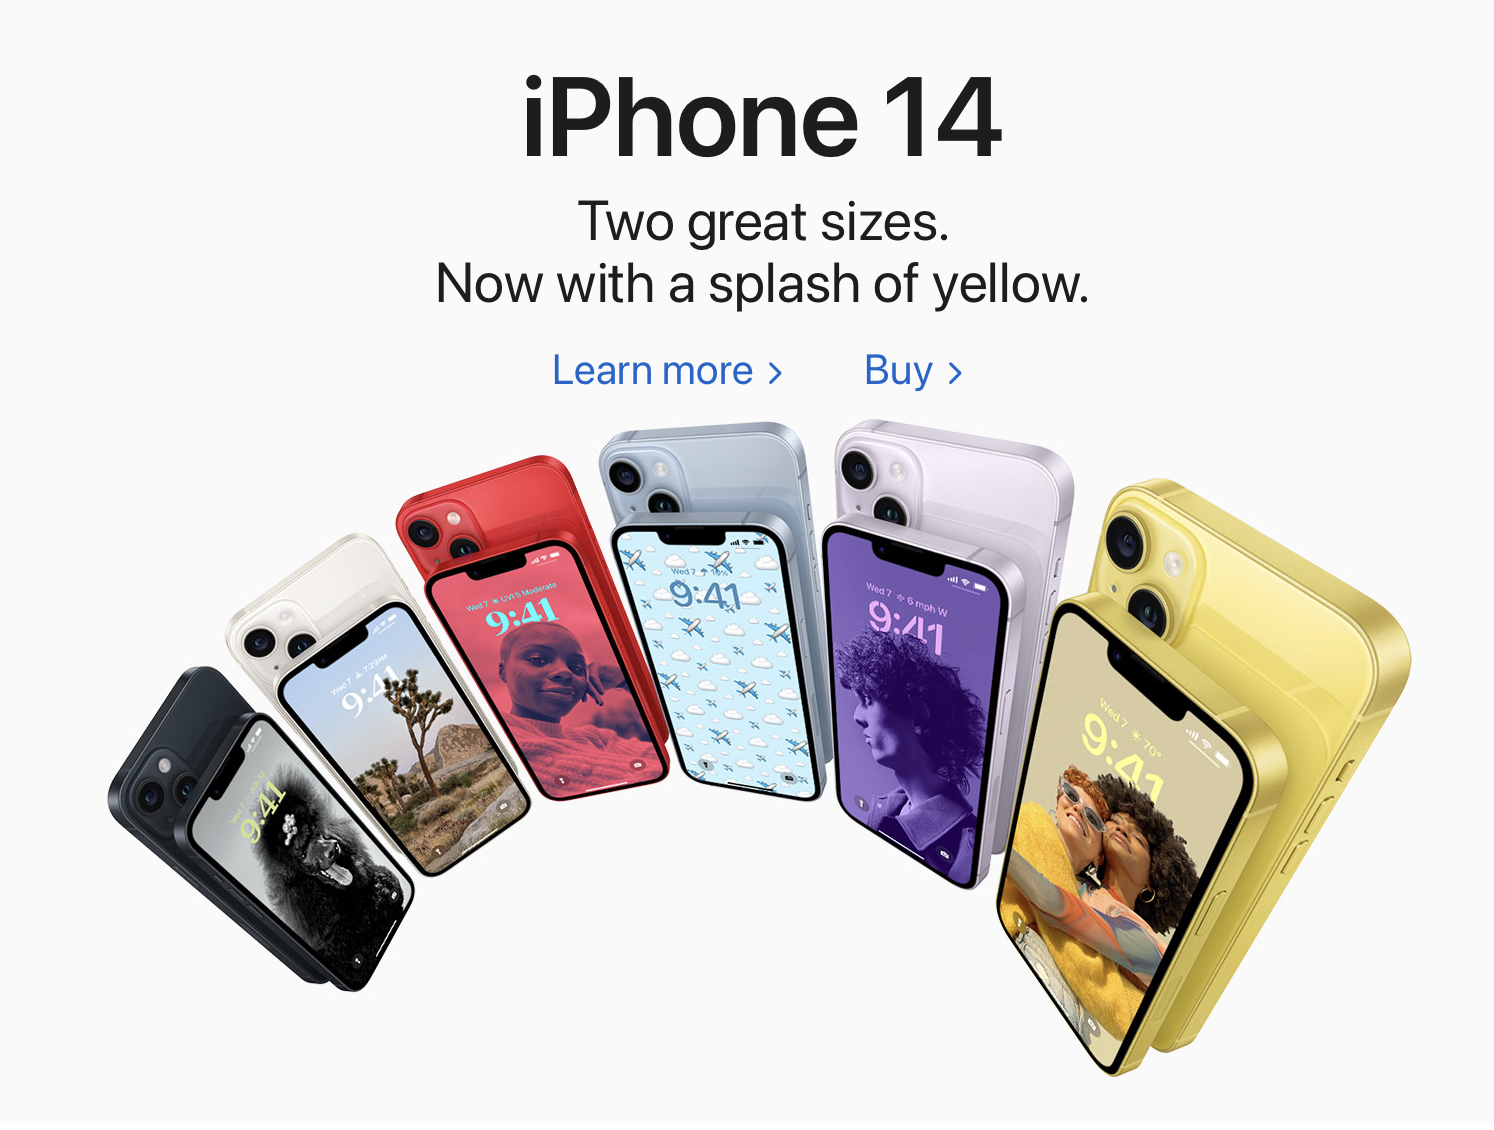 iPhone 14
Two great sizes.
Now with a splash of yellow.
Learn more >
Buy >
Wed 7
9:41
Wed 7 7:29PM
9:41
Wed 7 UVI 5 Moderate
9:41
Wed 7 10%
9:41
Wed 7 6 mph W
9:41
Wed 7 70°
9:41